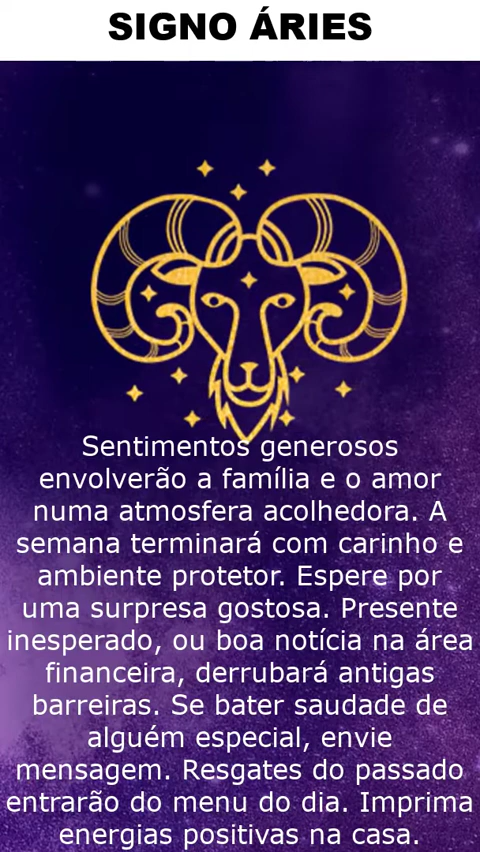 SIGNO ÁRIES
Sentimentos generosos
envolverão a família e o amor
numa atmosfera acolhedora. A
semana terminará com carinho e
ambiente protetor. Espere por
uma surpresa gostosa. Presente
inesperado, ou boa notícia na área
financeira, derrubará antigas
barreiras. Se bater saudade de
alguém especial, envie
mensagem. Resgates do passado
entrarão do menu do dia. Imprima
energias positivas na casa.